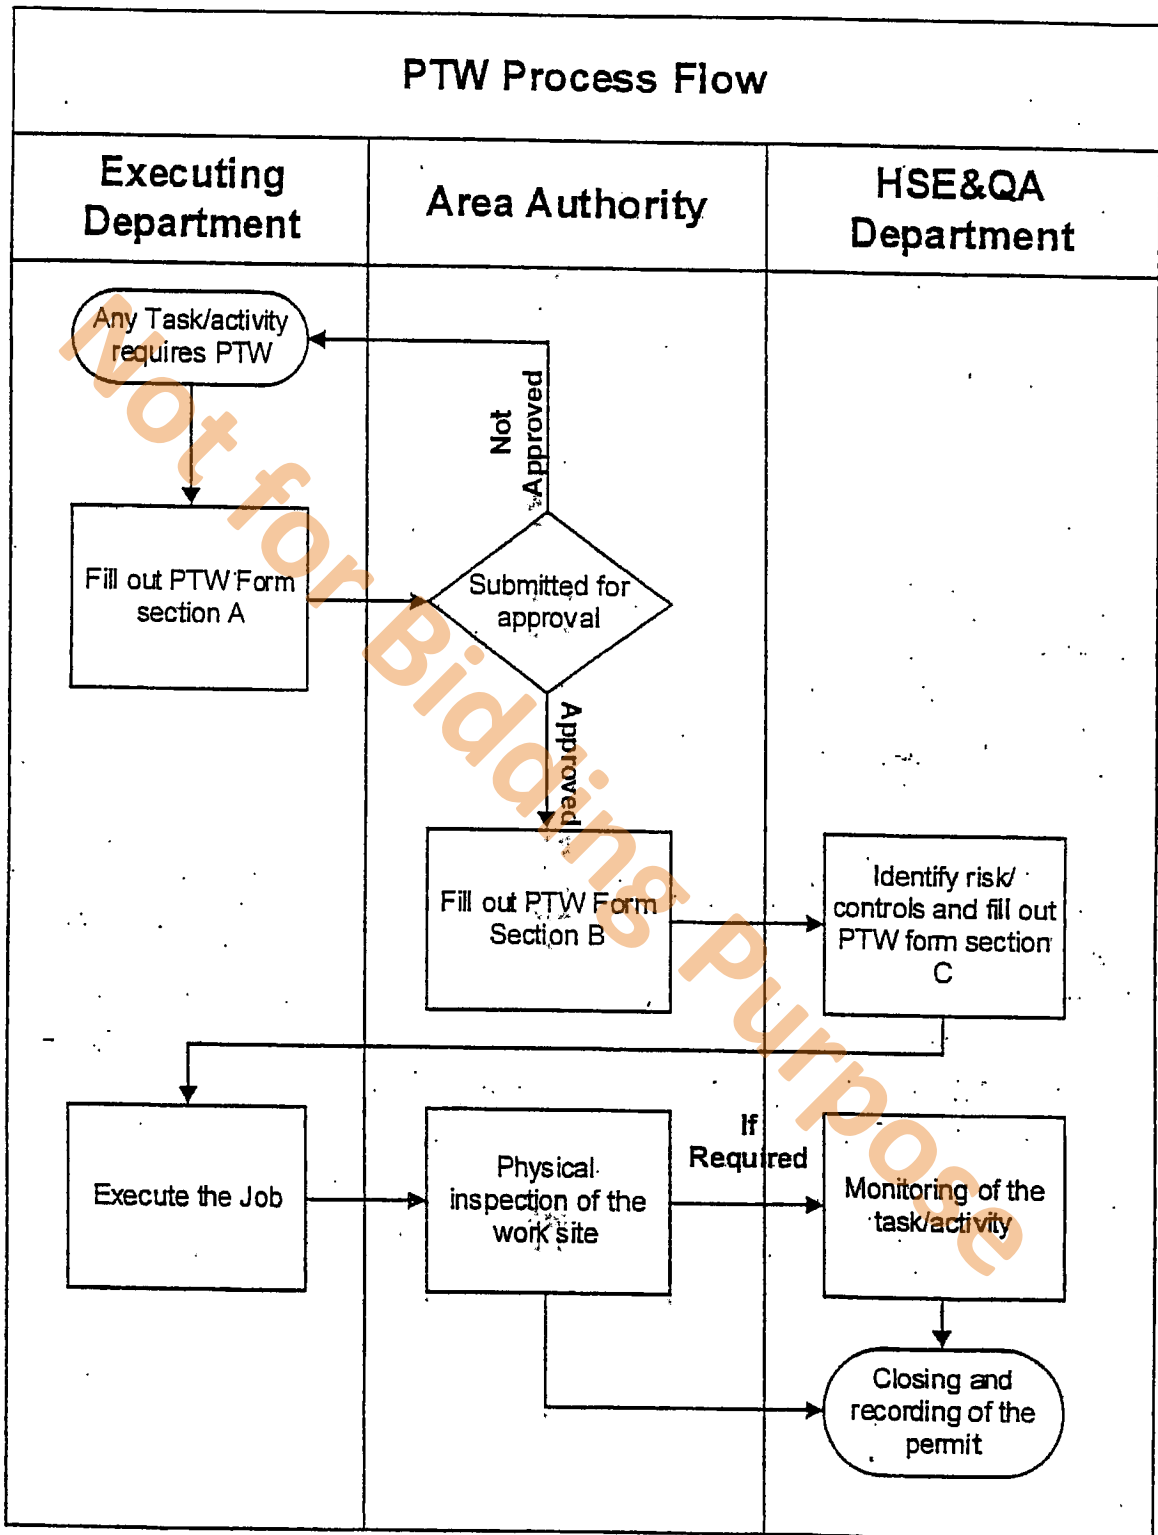 PTW Process Flow
Executing
Department
Area Authority
HSE&QA
Department
Any Task/activity
requires PTW
Not
Approved
Fill out PTW Form
section A
Submitted for
approval
Approved
Fill out PTW Form
Section B
Identify risk/
controls and fill out
PTW form section
C
Execute the Job
Physical
inspection of the
work site
If
Required
Monitoring of the
task/activity
Closing and
recording of the
permit
Not for Bidding Purpose